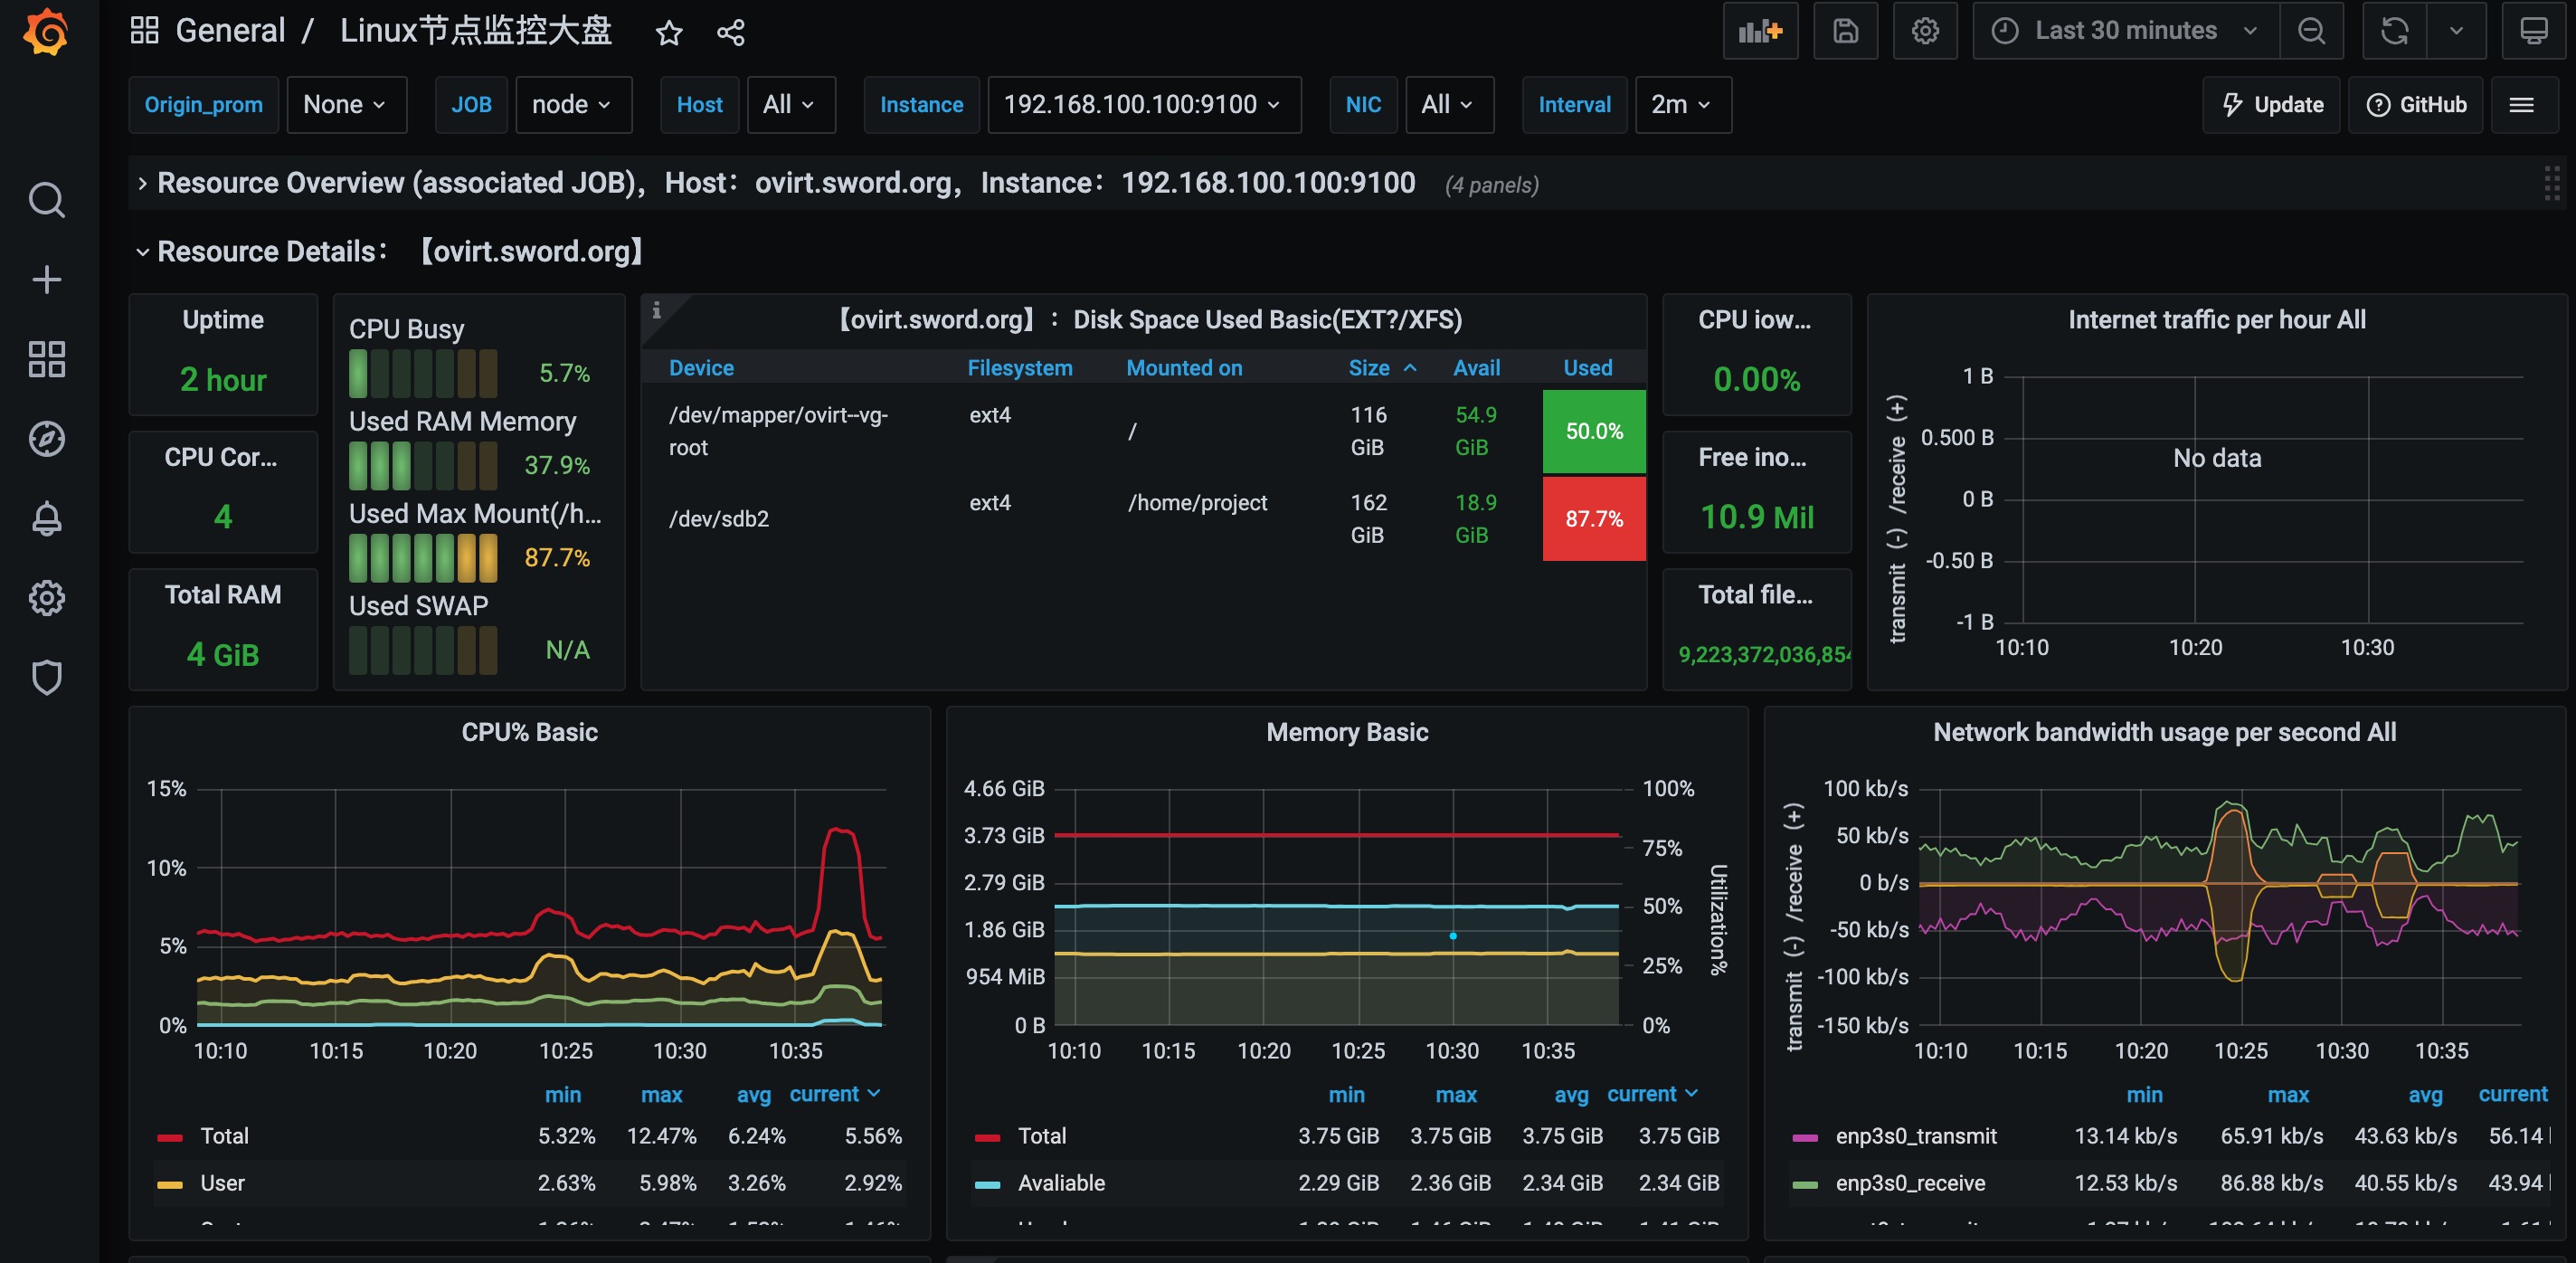 General / Linux节点监控大盘
Last 30 minutes
Origin_prom None JOB node Host All Instance 192.168.100.100:9100 NIC All Interval 2m Update GitHub
Resource Overview (associated JOB)，Host：ovirt.sword.org，Instance：192.168.100.100:9100 (4 panels)
Resource Details：【ovirt.sword.org】
Uptime
2 hour
CPU Cor...
4
Total RAM
4 GiB
CPU Busy
5.7%
Used RAM Memory
37.9%
Used Max Mount(/h...
87.7%
Used SWAP
N/A
【ovirt.sword.org】：Disk Space Used Basic(EXT?/XFS)
Device Filesystem Mounted on Size Avail Used
/dev/mapper/ovirt--vg-root ext4 / 116 GiB 54.9 GiB 50.0%
/dev/sdb2 ext4 /home/project 162 GiB 18.9 GiB 87.7%
CPU iow...
0.00%
Free ino...
10.9 Mil
Total file...
9,223,372,036,854
Internet traffic per hour All
transmit (-) /receive (+)
1 B
0.500 B
0 B
-0.50 B
-1 B
No data
10:10 10:20 10:30
CPU% Basic
15%
10%
5%
0%
10:10 10:15 10:20 10:25 10:30 10:35
min max avg current
Total 5.32% 12.47% 6.24% 5.56%
User 2.63% 5.98% 3.26% 2.92%
Memory Basic
4.66 GiB
3.73 GiB
2.79 GiB
1.86 GiB
954 MiB
0 B
100%
75%
50%
25%
0%
Utilization%
10:10 10:15 10:20 10:25 10:30 10:35
min max avg current
Total 3.75 GiB 3.75 GiB 3.75 GiB 3.75 GiB
Avaliable 2.29 GiB 2.36 GiB 2.34 GiB 2.34 GiB
Network bandwidth usage per second All
transmit (-) /receive (+)
100 kb/s
50 kb/s
0 b/s
-50 kb/s
-100 kb/s
-150 kb/s
10:10 10:15 10:20 10:25 10:30 10:35
min max avg current
enp3s0_transmit 13.14 kb/s 65.91 kb/s 43.63 kb/s 56.14
enp3s0_receive 12.53 kb/s 86.88 kb/s 40.55 kb/s 43.94